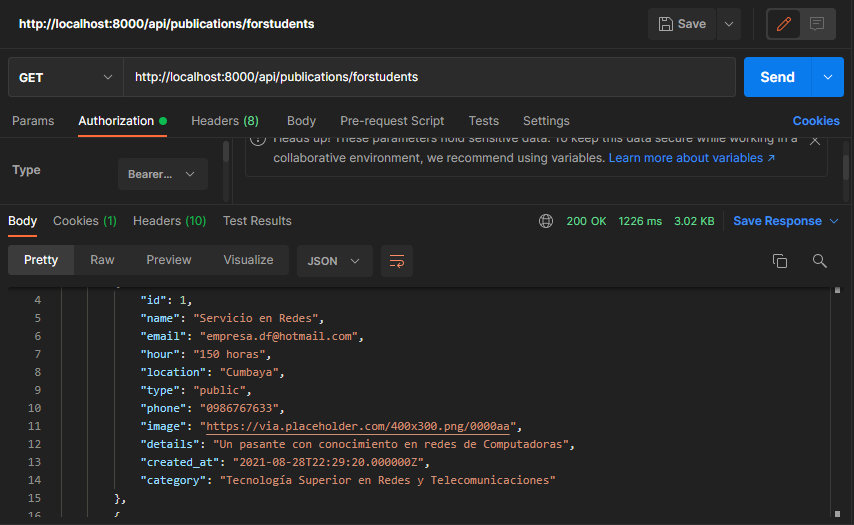 http://localhost:8000/api/publications/forstudents
Save
GET http://localhost:8000/api/publications/forstudents Send
Params Authorization Headers (8) Body Pre-request Script Tests Settings Cookies
Type Bearer...
Heads up! These parameters hold sensitive data. To keep this data secure while working in a
collaborative environment, we recommend using variables. Learn more about variables ↗
Body Cookies (1) Headers (10) Test Results 200 OK 1226 ms 3.02 KB Save Response
Pretty Raw Preview Visualize JSON
4 "id": 1,
5 "name": "Servicio en Redes",
6 "email": "empresa.df@hotmail.com",
7 "hour": "150 horas",
8 "location": "Cumbaya",
9 "type": "public",
10 "phone": "0986767633",
11 "image": "https://via.placeholder.com/400x300.png/0000aa",
12 "details": "Un pasante con conocimiento en redes de Computadoras",
13 "created_at": "2021-08-28T22:29:20.000000Z",
14 "category": "Tecnología Superior en Redes y Telecomunicaciones"
15 },
16 {